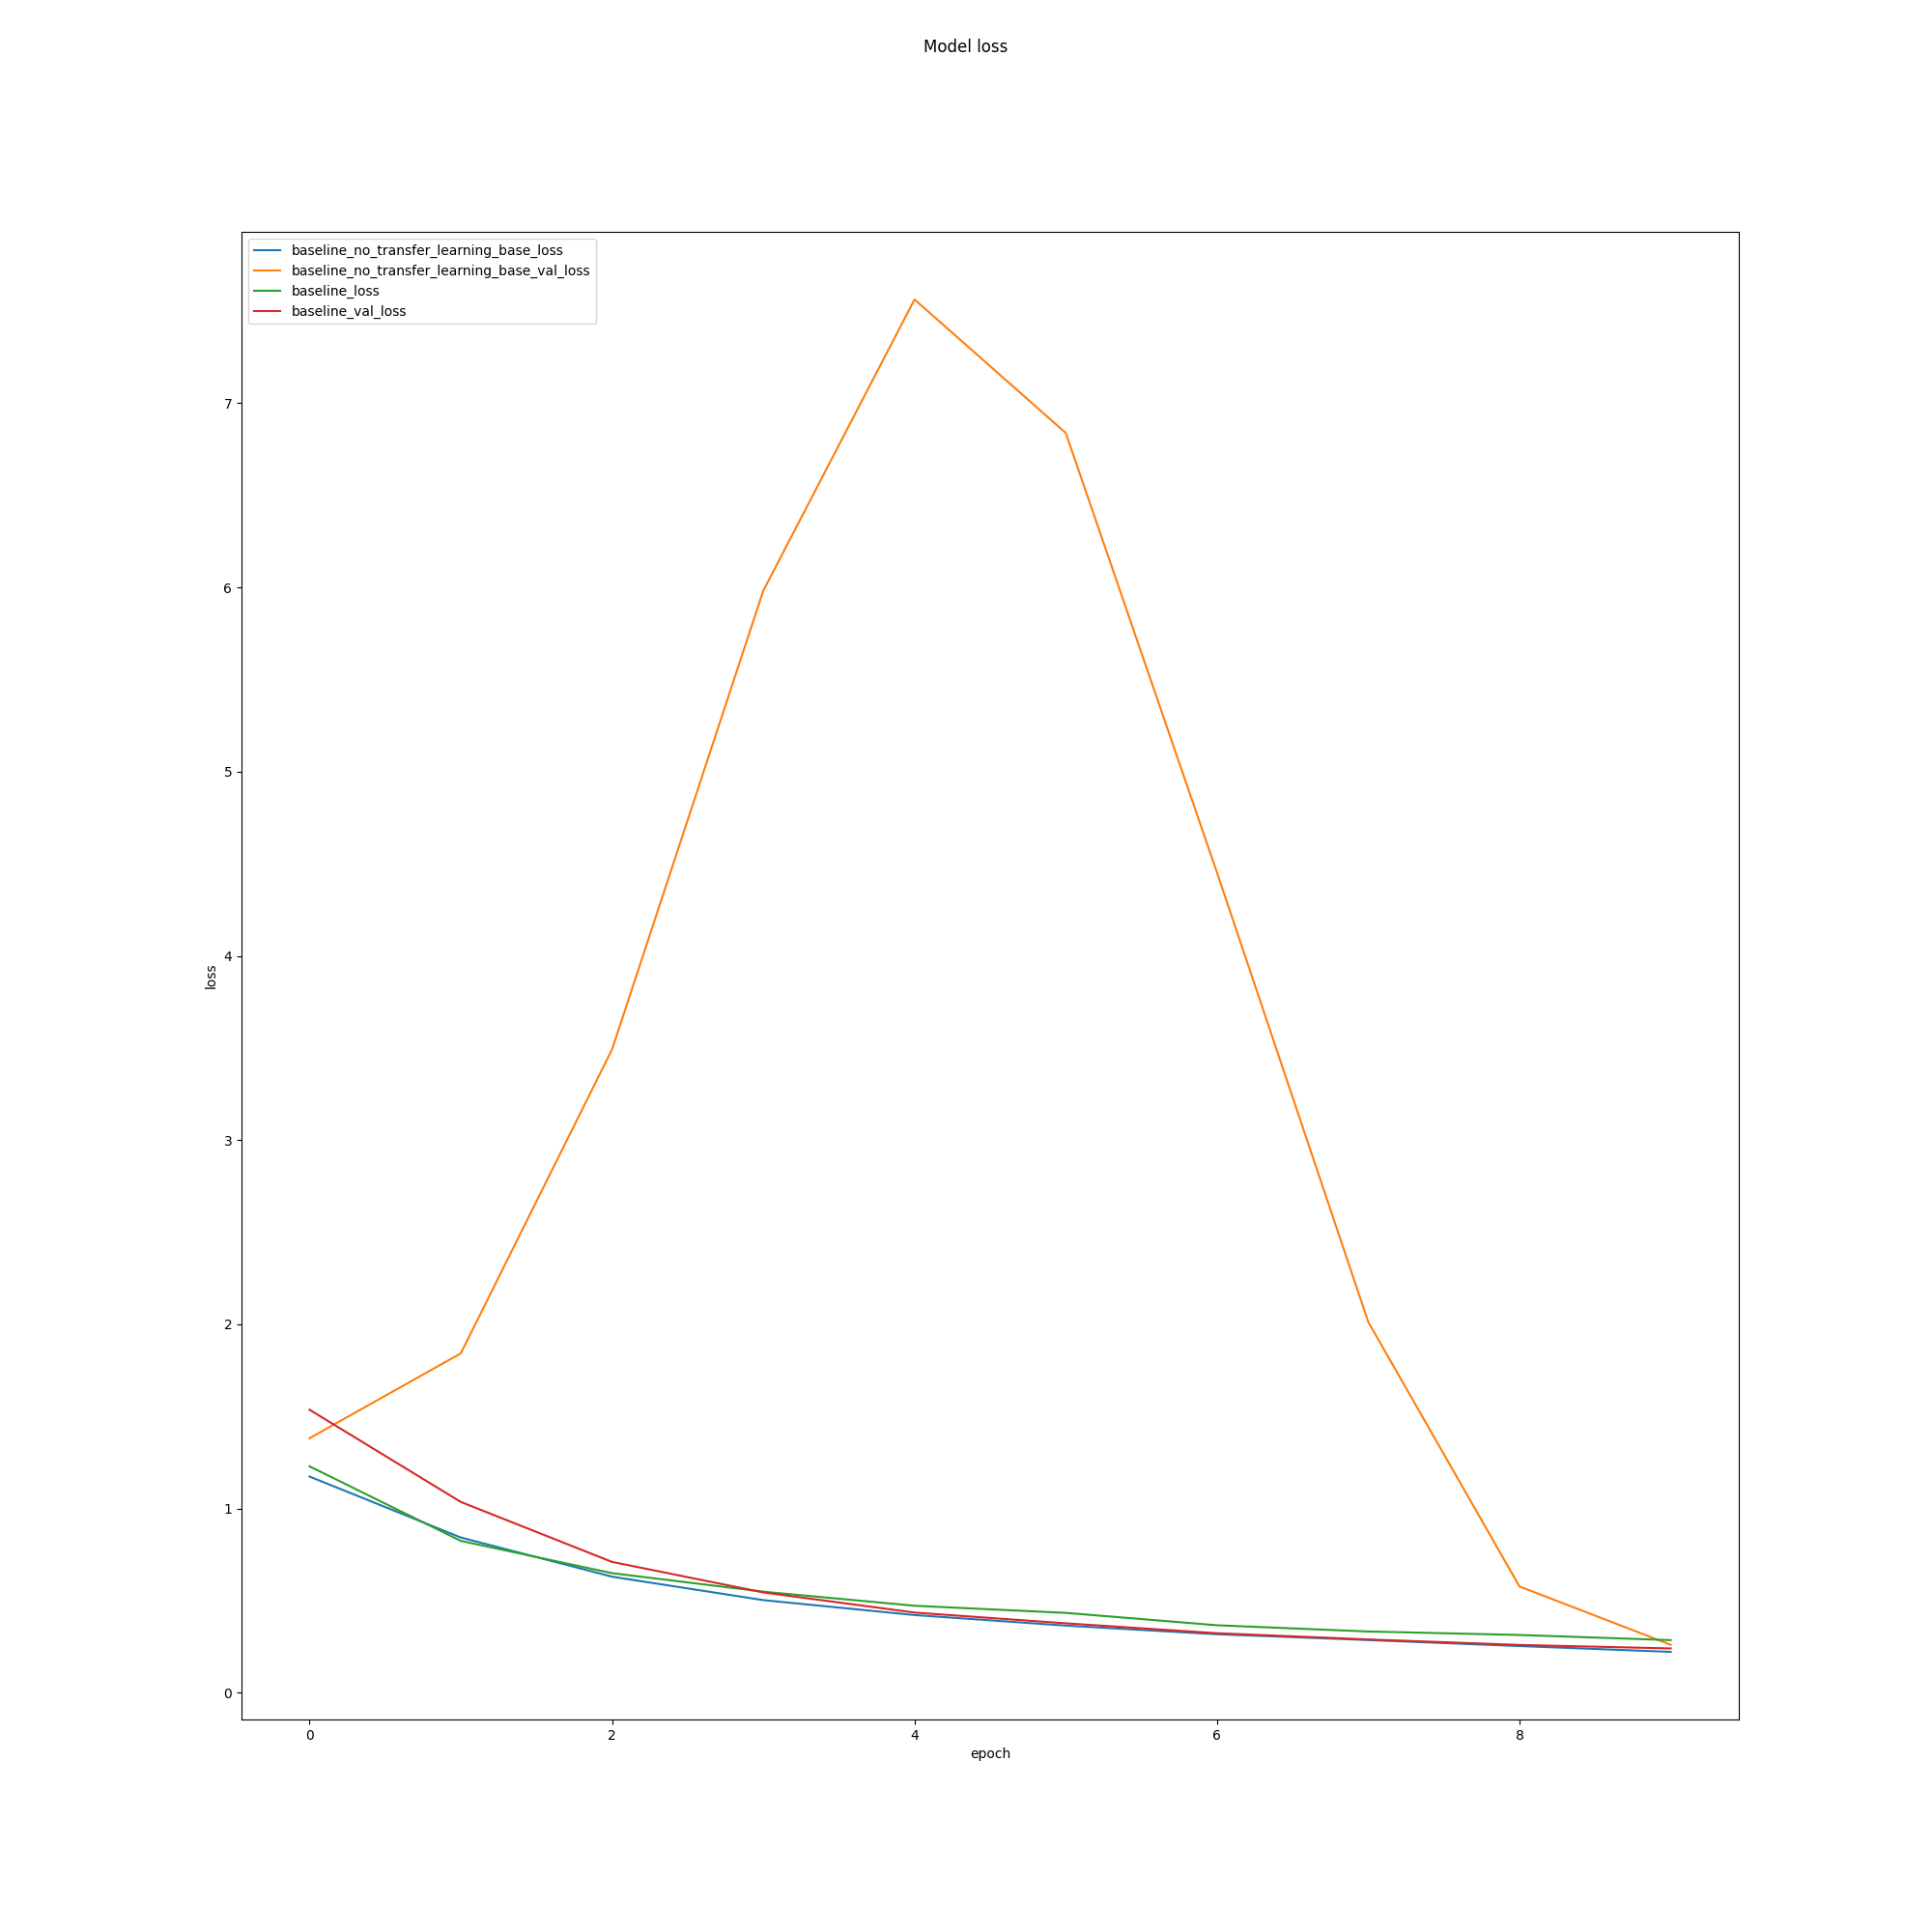 Model loss
baseline_no_transfer_learning_base_loss
baseline_no_transfer_learning_base_val_loss
baseline_loss
baseline_val_loss
7
6
5
4
3
2
1
0
loss
0 2 4 6 8
epoch